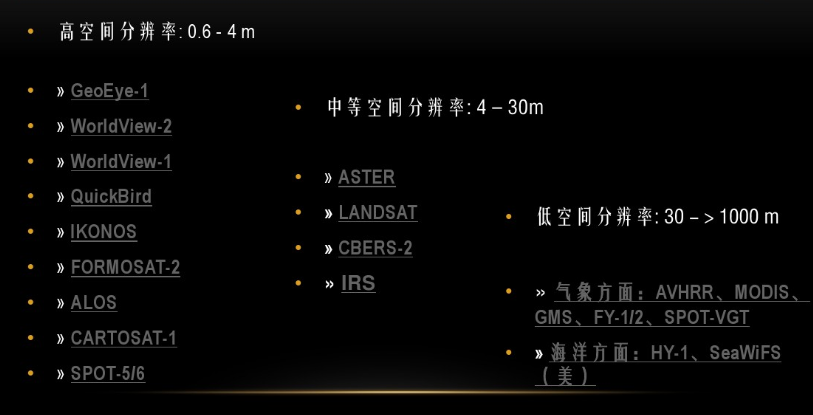 • 高空间分辨率: 0.6 - 4 m
• » GeoEye-1
• » WorldView-2
• » WorldView-1
• » QuickBird
• » IKONOS
• » FORMOSAT-2
• » ALOS
• » CARTOSAT-1
• » SPOT-5/6
• 中等空间分辨率: 4 – 30m
• » ASTER
• » LANDSAT
• » CBERS-2
• » IRS
• 低空间分辨率: 30 – > 1000 m
• » 气象方面：AVHRR、MODIS、
GMS、FY-1/2、SPOT-VGT
• » 海洋方面：HY-1、SeaWiFS
（美）